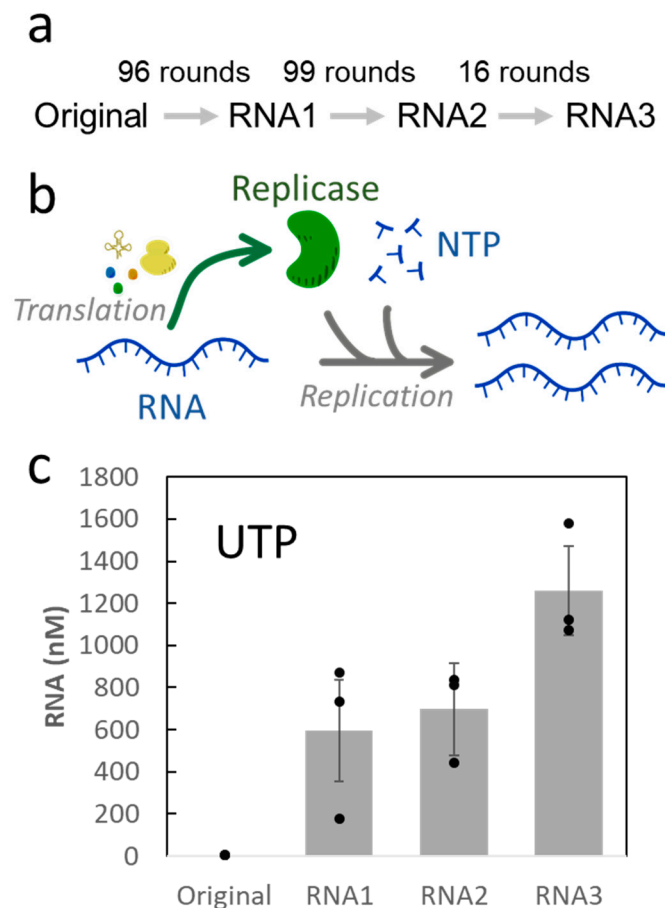 a
96 rounds 99 rounds 16 rounds
Original RNA1 RNA2 RNA3
b
Replicase
NTP
Translation
RNA
Replication
c
1800
1600
1400
1200
1000
800
600
400
200
0
RNA (nM)
UTP
Original RNA1 RNA2 RNA3